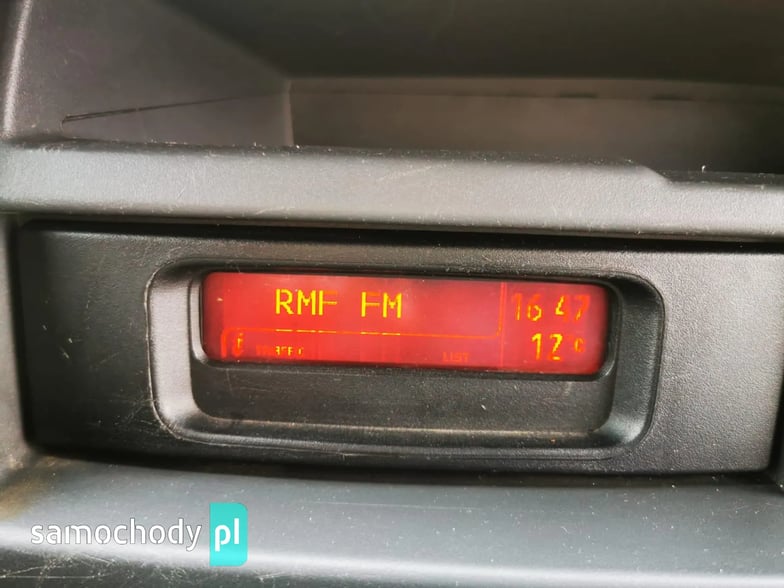 RMF FM
16 47
12 °
LIST
samochody pl